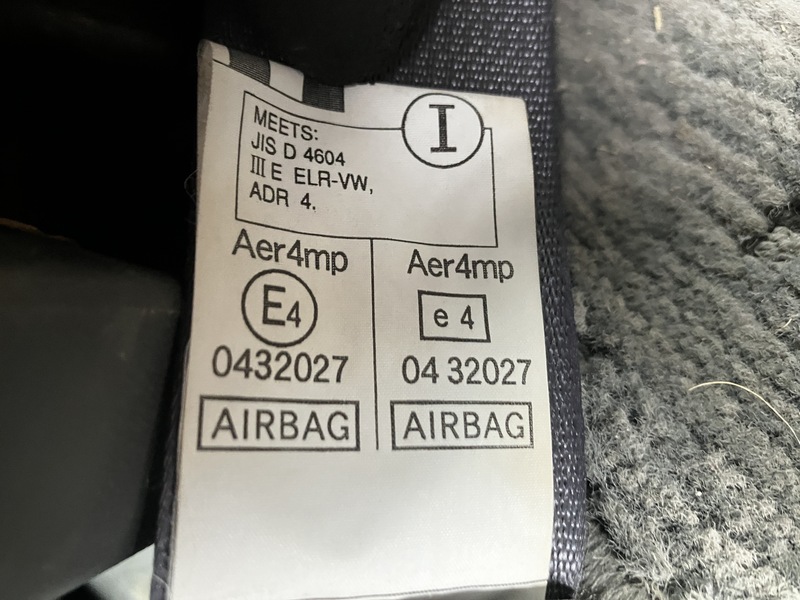 I
MEETS:
JIS D 4604
III E ELR-VW,
ADR 4.
Aer4mp
E4
0432027
AIRBAG
Aer4mp
e 4
04 32027
AIRBAG